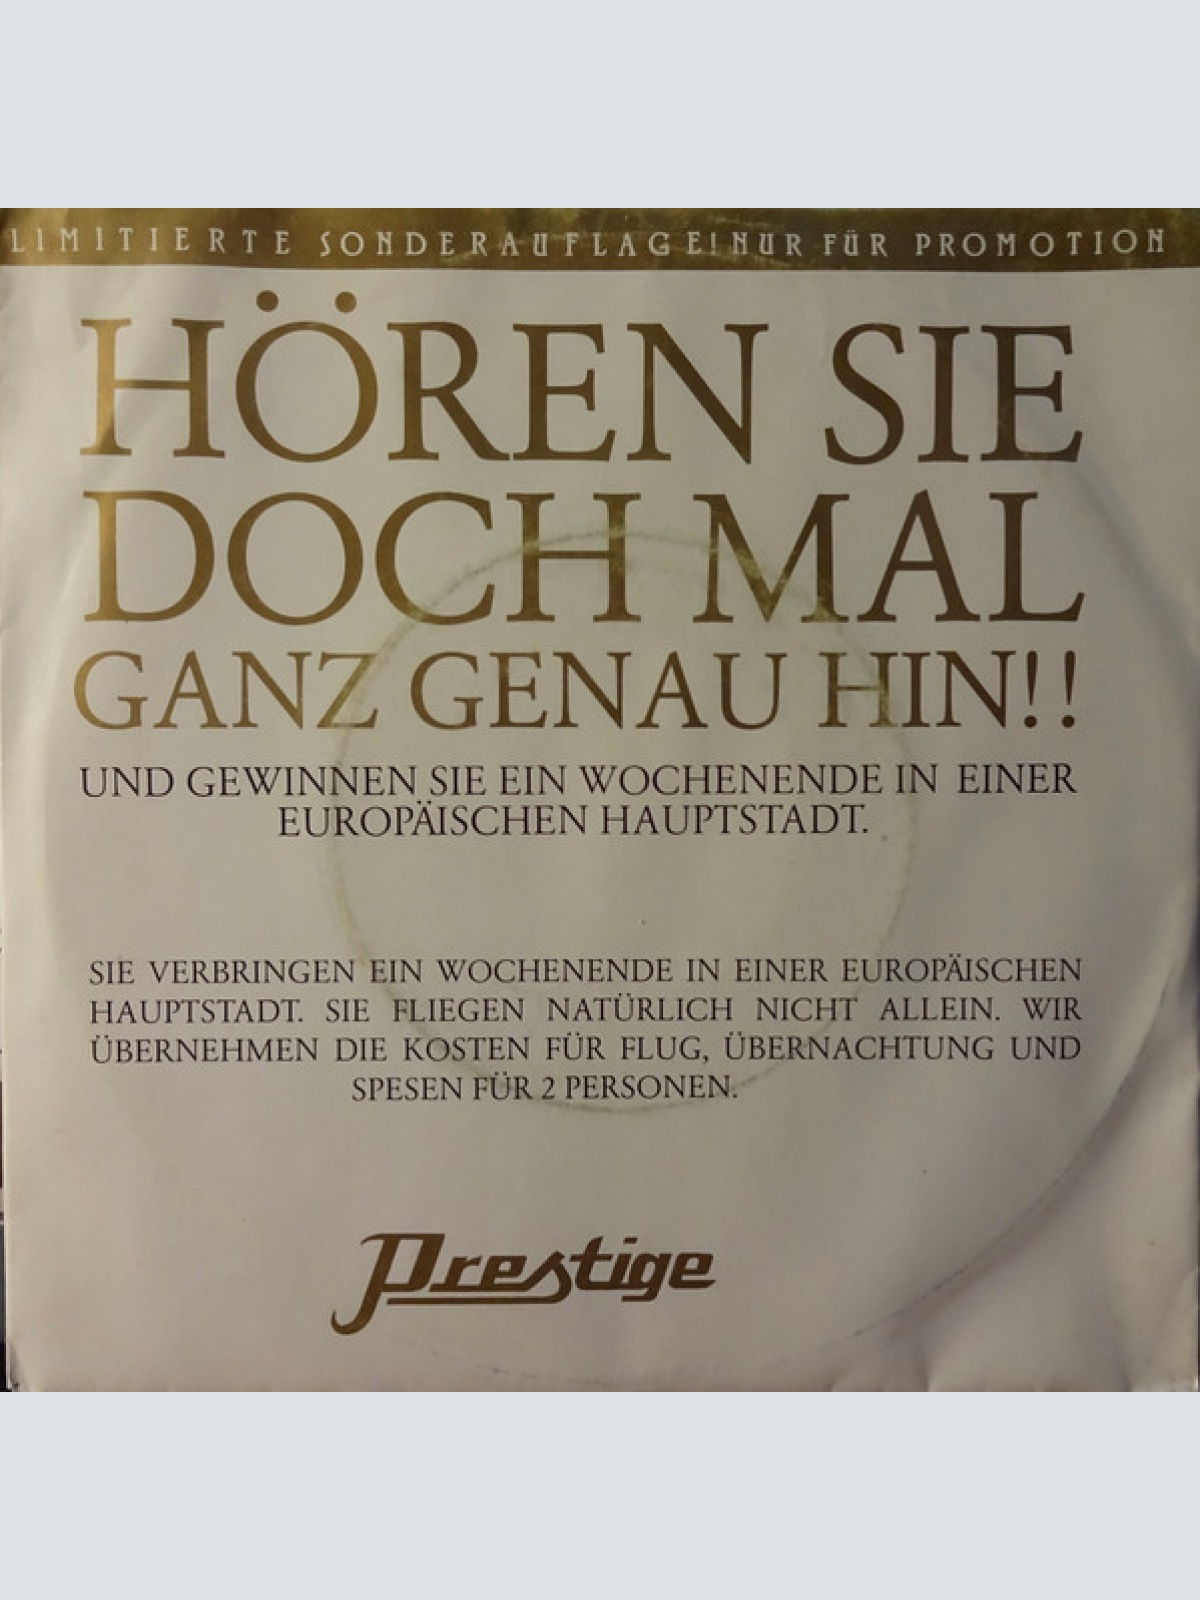 LIMITIERTE SONDERAUFLAGE! NUR FÜR PROMOTION
HÖREN SIE
DOCH MAL
GANZ GENAU HIN!!
UND GEWINNEN SIE EIN WOCHENENDE IN EINER
EUROPÄISCHEN HAUPTSTADT.
SIE VERBRINGEN EIN WOCHENENDE IN EINER EUROPÄISCHEN
HAUPTSTADT. SIE FLIEGEN NATÜRLICH NICHT ALLEIN. WIR
ÜBERNEHMEN DIE KOSTEN FÜR FLUG, ÜBERNACHTUNG UND
SPESEN FÜR 2 PERSONEN.
Prestige